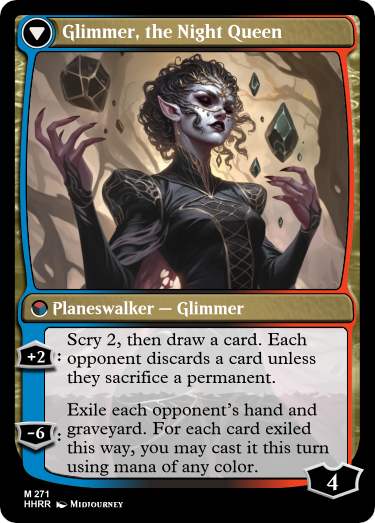 Glimmer, the Night Queen
Planeswalker — Glimmer
+2: Scry 2, then draw a card. Each
opponent discards a card unless
they sacrifice a permanent.
-6: Exile each opponent's hand and
graveyard. For each card exiled
this way, you may cast it this turn
using mana of any color.
4
M 271
HHRR Midjourney